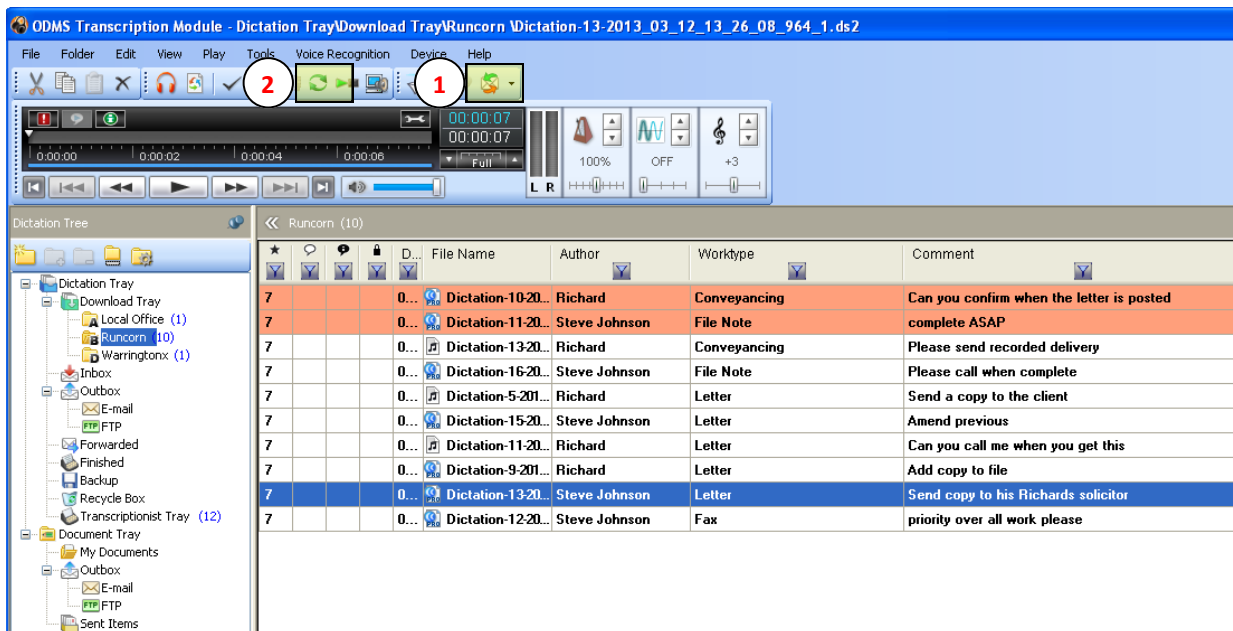 ODMS Transcription Module - Dictation Tray\Download Tray\Runcorn \Dictation-13-2013_03_12_13_26_08_964_1.ds2
File Folder Edit View Play Tools Voice Recognition Device Help
2 1
00:00:07
00:00:07
0:00:00 0:00:02 0:00:04 0:00:06
Full
100% OFF +3
L R
Dictation Tree
Runcorn (10)
D... File Name Author Worktype Comment
Dictation Tray
Download Tray
A Local Office (1)
B Runcorn (10)
D Warringtonx (1)
Inbox
Outbox
E-mail
FTP FTP
Forwarded
Finished
Backup
Recycle Box
Transcriptionist Tray (12)
Document Tray
My Documents
Outbox
E-mail
FTP FTP
Sent Items
7 0... Dictation-10-20... Richard Conveyancing Can you confirm when the letter is posted
7 0... Dictation-11-20... Steve Johnson File Note complete ASAP
7 0... Dictation-13-20... Richard Conveyancing Please send recorded delivery
7 0... Dictation-16-20... Steve Johnson File Note Please call when complete
7 0... Dictation-5-201... Richard Letter Send a copy to the client
7 0... Dictation-15-20... Steve Johnson Letter Amend previous
7 0... Dictation-11-20... Richard Letter Can you call me when you get this
7 0... Dictation-9-201... Richard Letter Add copy to file
7 0... Dictation-13-20... Steve Johnson Letter Send copy to his Richards solicitor
7 0... Dictation-12-20... Steve Johnson Fax priority over all work please